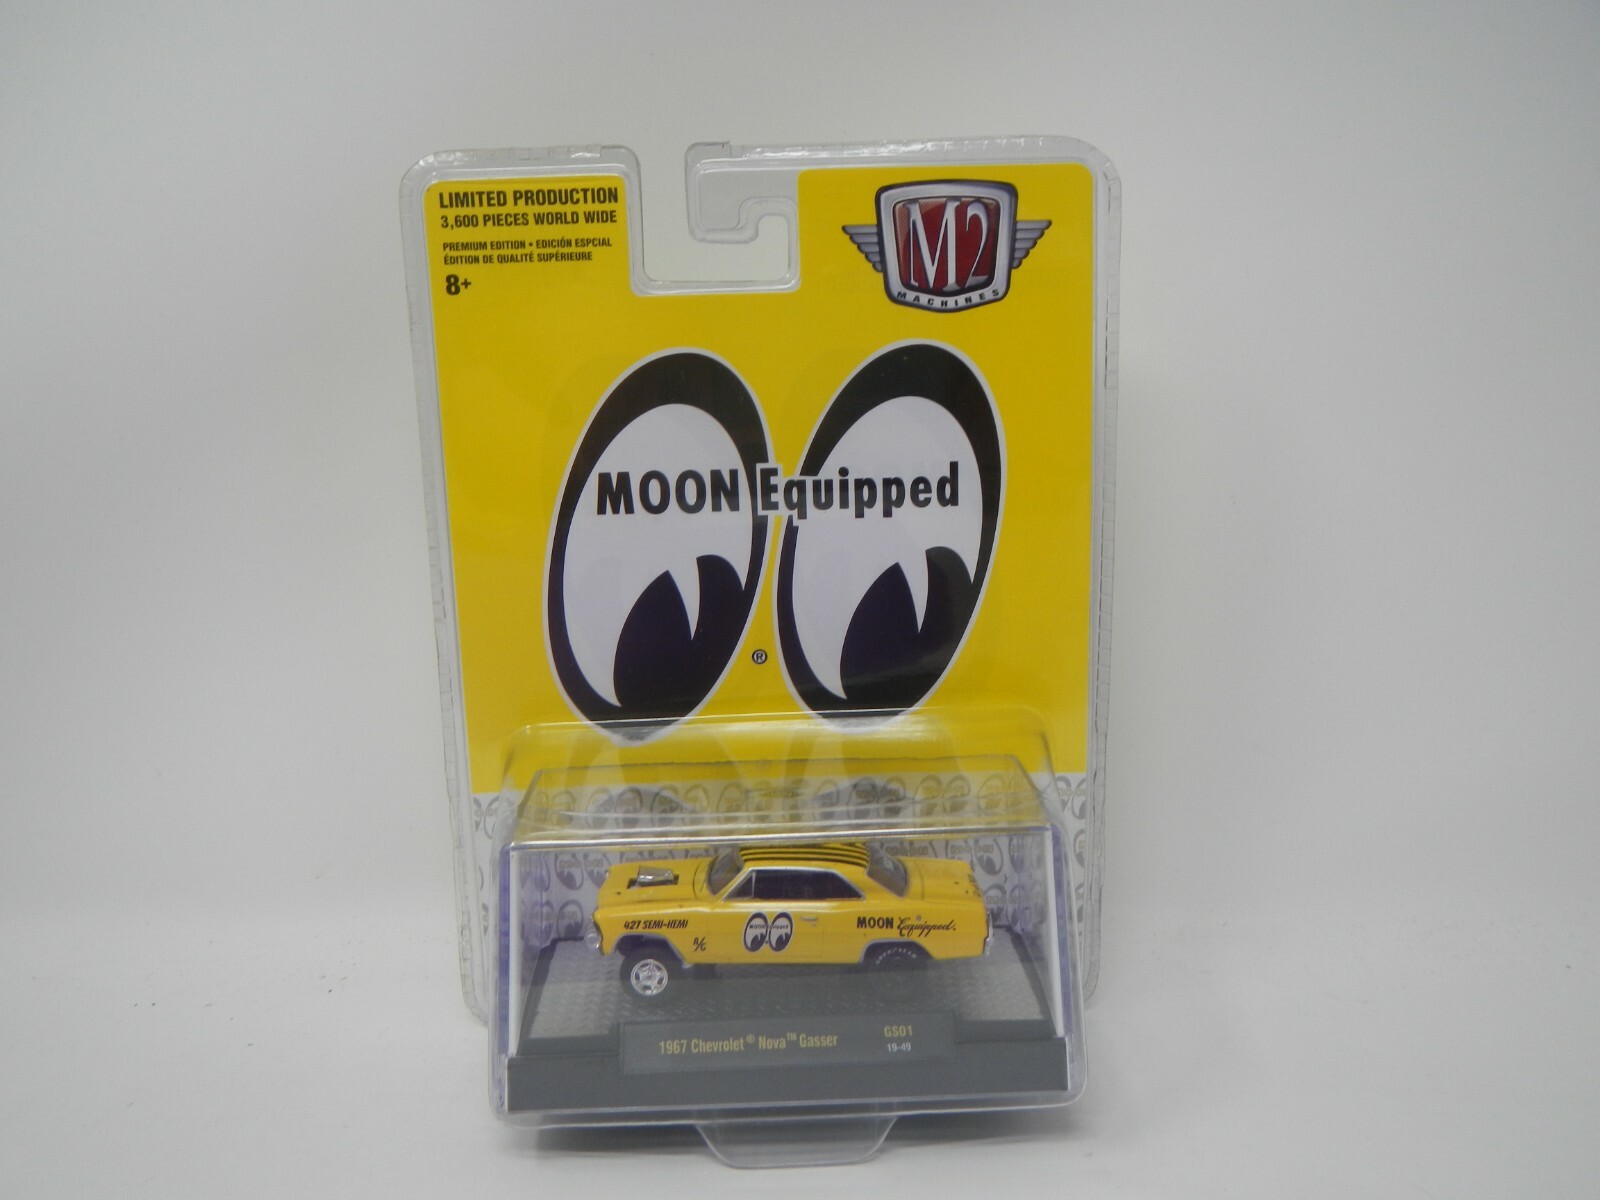 LIMITED PRODUCTION
3,600 PIECES WORLD WIDE
PREMIUM EDITION • EDICIÓN ESPCIAL
ÉDITION DE QUALITÉ SUPÉRIEURE
8+
M2
MACHINES
MOON Equipped
®
427 SEMI-HEMI
A/G
MOON Equipped.
1967 Chevrolet® Nova™ Gasser
GS01
19-49